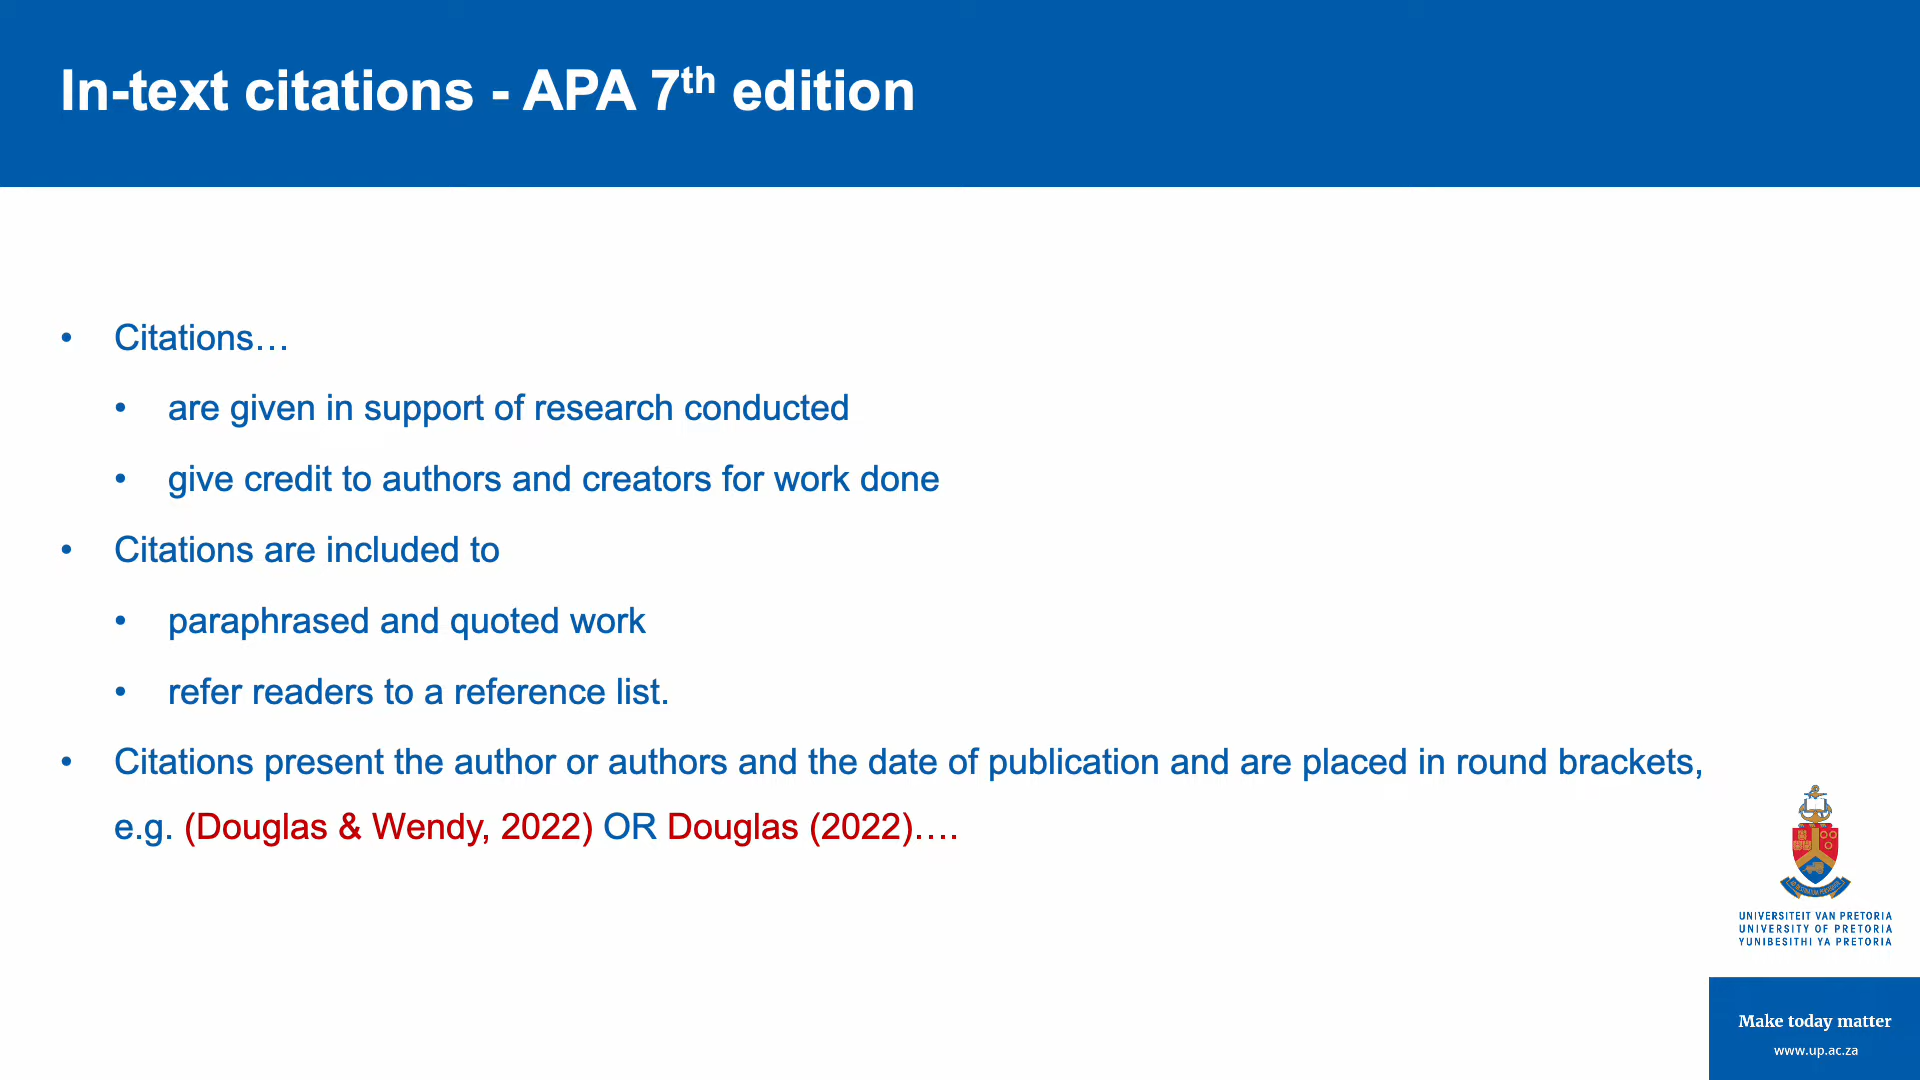 In-text citations - APA 7th edition
• Citations…
• are given in support of research conducted
• give credit to authors and creators for work done
• Citations are included to
• paraphrased and quoted work
• refer readers to a reference list.
• Citations present the author or authors and the date of publication and are placed in round brackets,
e.g. (Douglas & Wendy, 2022) OR Douglas (2022)….
UNIVERSITEIT VAN PRETORIA
UNIVERSITY OF PRETORIA
YUNIBESITHI YA PRETORIA
Make today matter
www.up.ac.za